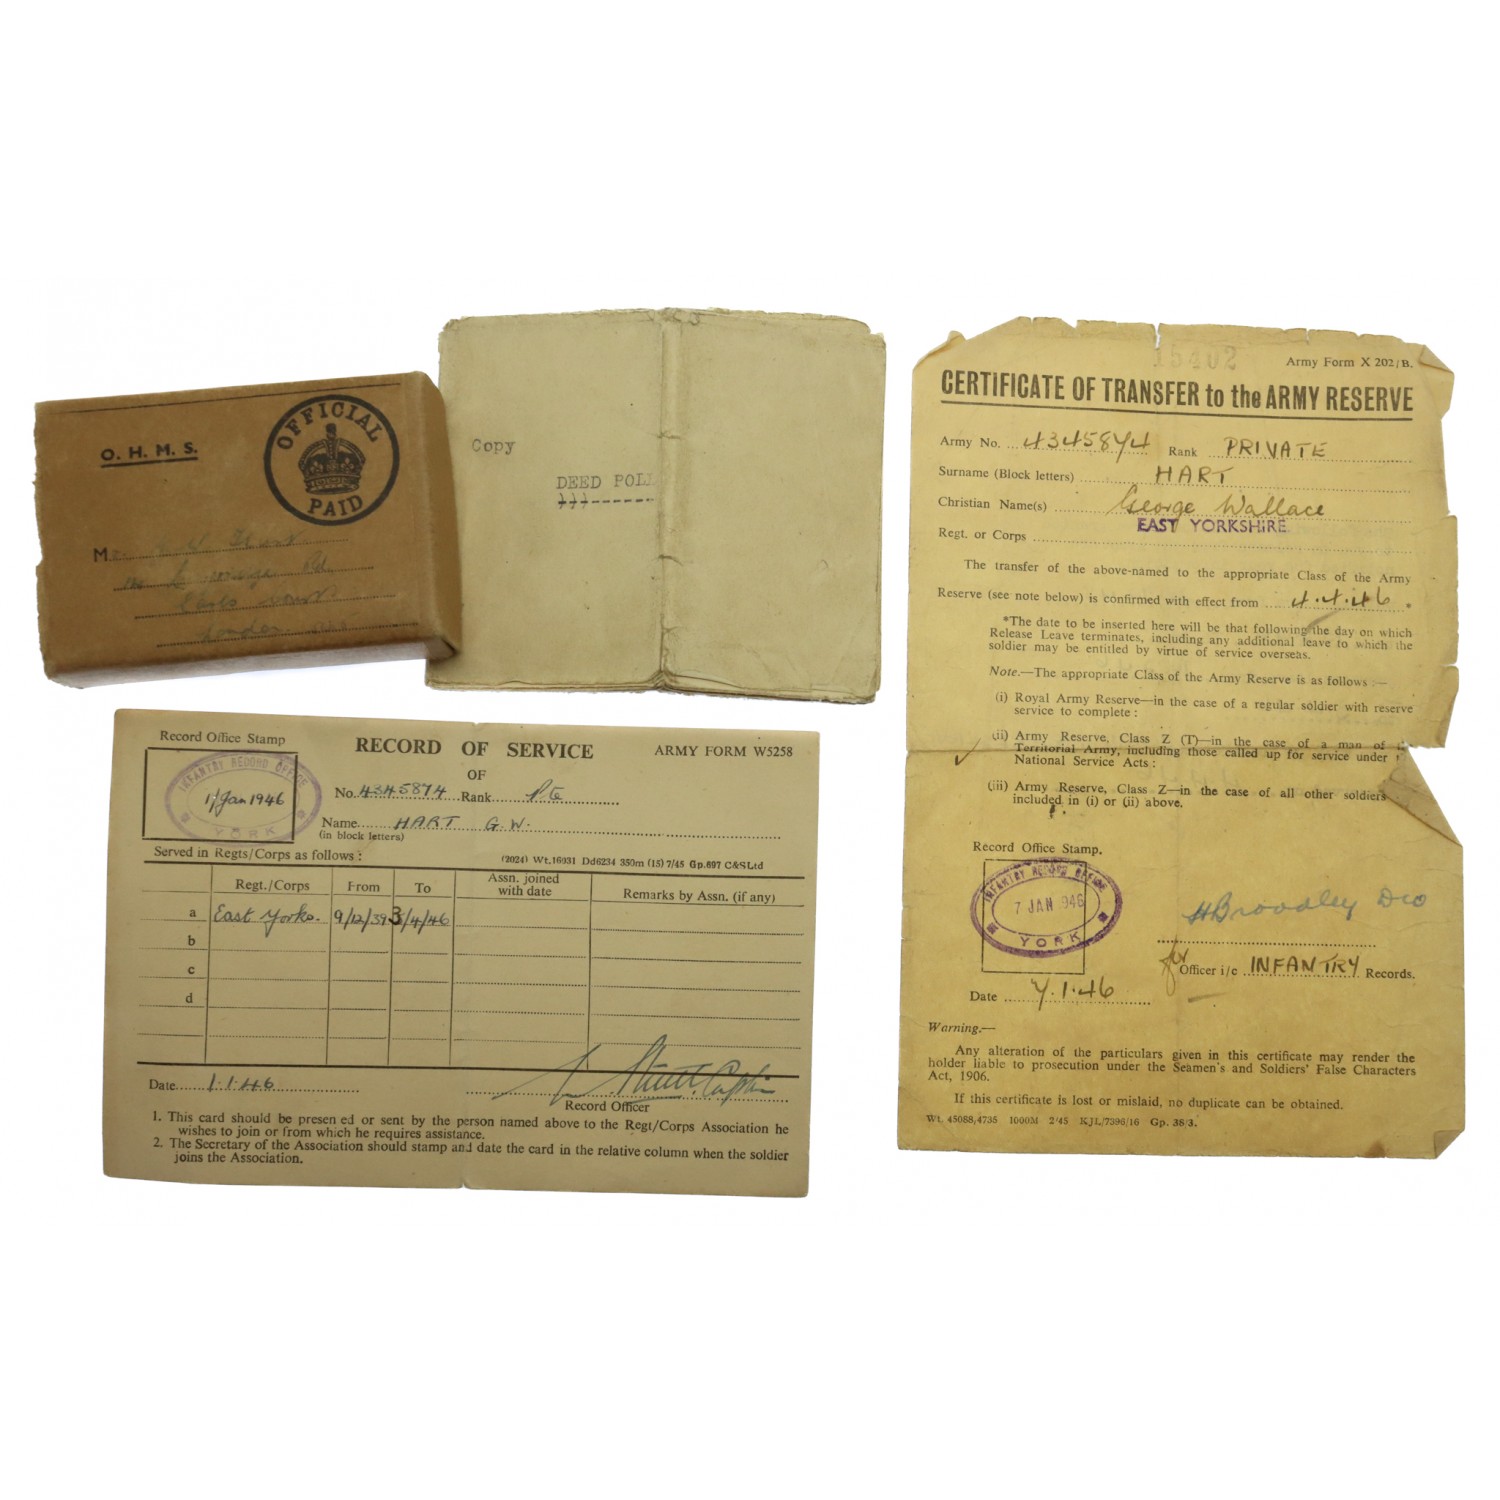 O. H. M. S.
OFFICIAL
PAID
Mr. Hart
Rd
London
Copy
DEED POLL
Record Office Stamp
RECORD OF SERVICE
ARMY FORM W5258
OF
INFANTRY RECORD OFFICE
1 Jan 1946
YORK
No. 4345874 Rank Pte
Name HART G.W.
(in block letters)
Served in Regts/Corps as follows :
(2024) Wt.16931 Dd6234 350m (15) 7/45 Gp.697 C&S Ltd
Regt./Corps From To Assn. joined with date Remarks by Assn. (if any)
a East Yorks. 9/12/39 3/4/46
b
c
d
Date 1.1.46
Captain
Record Officer
1. This card should be presen ed or sent by the person named above to the Regt/Corps Association he
wishes to join or from which he requires assistance.
2. The Secretary of the Association should stamp and date the card in the relative column when the soldier
joins the Association.
15402
Army Form X 202/B.
CERTIFICATE OF TRANSFER to the ARMY RESERVE
Army No. 4345874 Rank PRIVATE
Surname (Block letters) HART
Christian Name(s) George Wallace
EAST YORKSHIRE.
Regt. or Corps
The transfer of the above-named to the appropriate Class of the Army
Reserve (see note below) is confirmed with effect from 4.4.46.
*The date to be inserted here will be that following the day on which
Release Leave terminates, including any additional leave to which the
soldier may be entitled by virtue of service overseas.
Note.—The appropriate Class of the Army Reserve is as follows :—
(i) Royal Army Reserve—in the case of a regular soldier with reserve
service to complete :
(ii) Army Reserve, Class Z (T)—in the case of a man of
Territorial Army, including those called up for service under
National Service Acts :
(iii) Army Reserve, Class Z—in the case of all other soldiers
included in (i) or (ii) above.
Record Office Stamp.
INFANTRY RECORD OFFICE
7 JAN 1946
YORK
HBroadley
for
Officer i/c INFANTRY Records.
Date 7.1.46
Warning.—
Any alteration of the particulars given in this certificate may render the
holder liable to prosecution under the Seamen's and Soldiers' False Characters
Act, 1906.
If this certificate is lost or mislaid, no duplicate can be obtained.
Wt. 45088,4735 1000M 2/45 KJL/7396/16 Gp. 38/3.